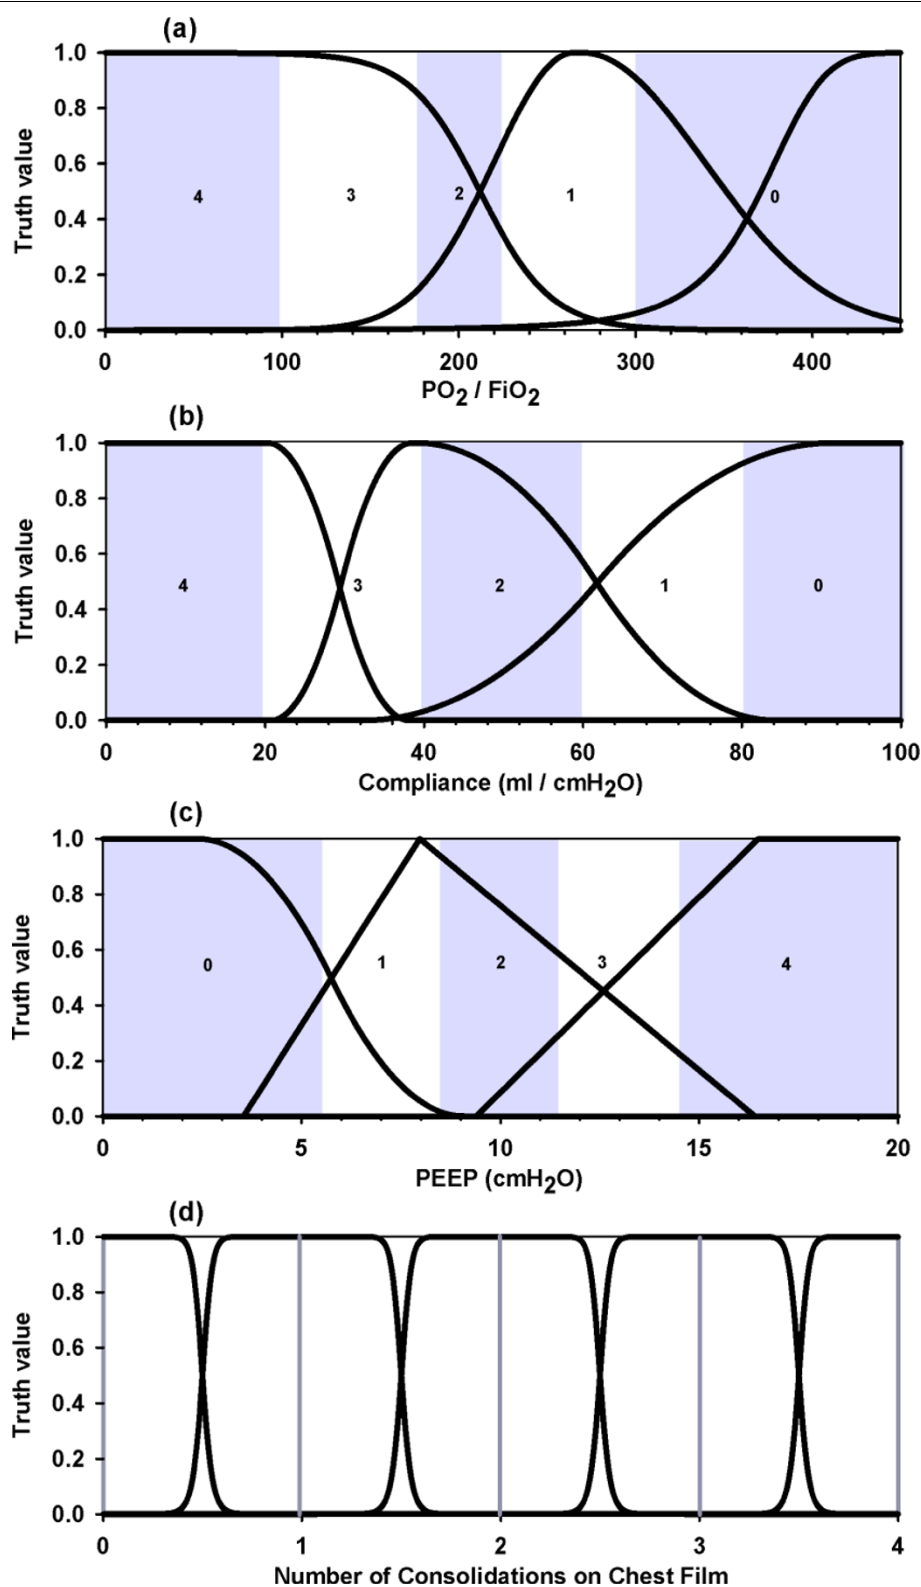 (a)
1.0
0.8
0.6
0.4
0.2
0.0
Truth value
4
3
2
1
0
0 100 200 300 400
PO2 / FiO2
(b)
1.0
0.8
0.6
0.4
0.2
0.0
Truth value
4
3
2
1
0
0 20 40 60 80 100
Compliance (ml / cmH2O)
(c)
1.0
0.8
0.6
0.4
0.2
0.0
Truth value
0
1
2
3
4
0 5 10 15 20
PEEP (cmH2O)
(d)
1.0
0.8
0.6
0.4
0.2
0.0
Truth value
0 1 2 3 4
Number of Consolidations on Chest Film